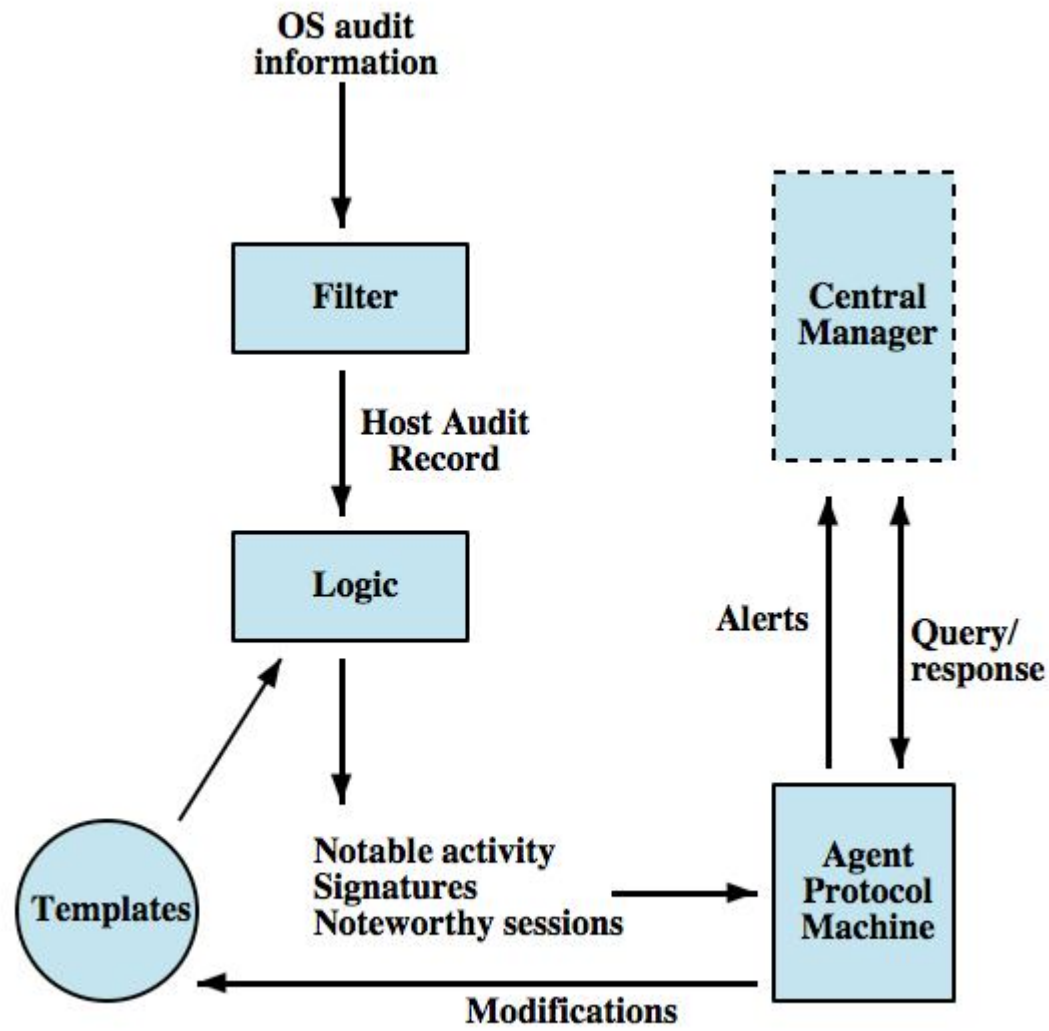 OS audit
information
Filter
Central
Manager
Host Audit
Record
Logic
Alerts
Query/
response
Notable activity
Signatures
Noteworthy sessions
Agent
Protocol
Machine
Templates
Modifications